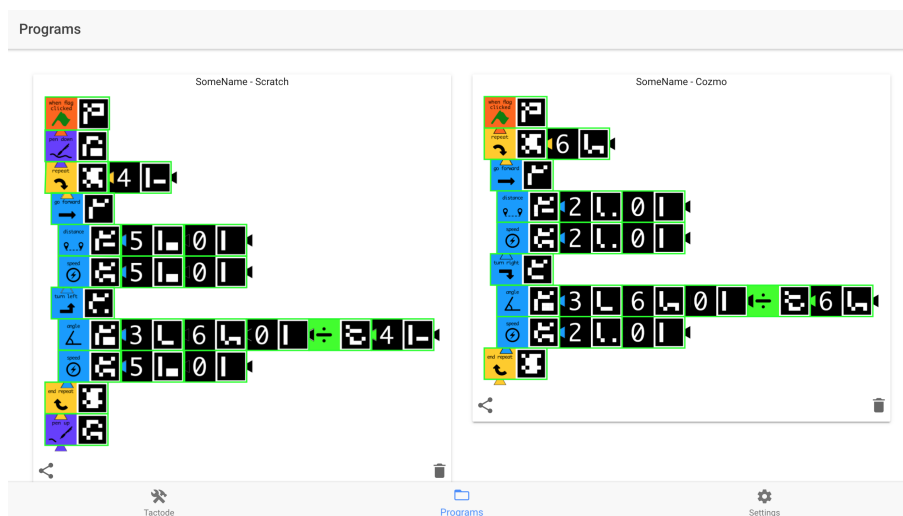 Programs
SomeName - Scratch
when flag
clicked
pen down
repeat
4
go forward
distance
5 0
speed
5 0
turn left
angle
3 6 0 ÷ 4
speed
5 0
end repeat
pen up
SomeName - Cozmo
when flag
clicked
repeat
6
go forward
distance
2 0
speed
2 0
turn right
angle
3 6 0 ÷ 6
speed
2 0
end repeat
Tactode
Programs
Settings